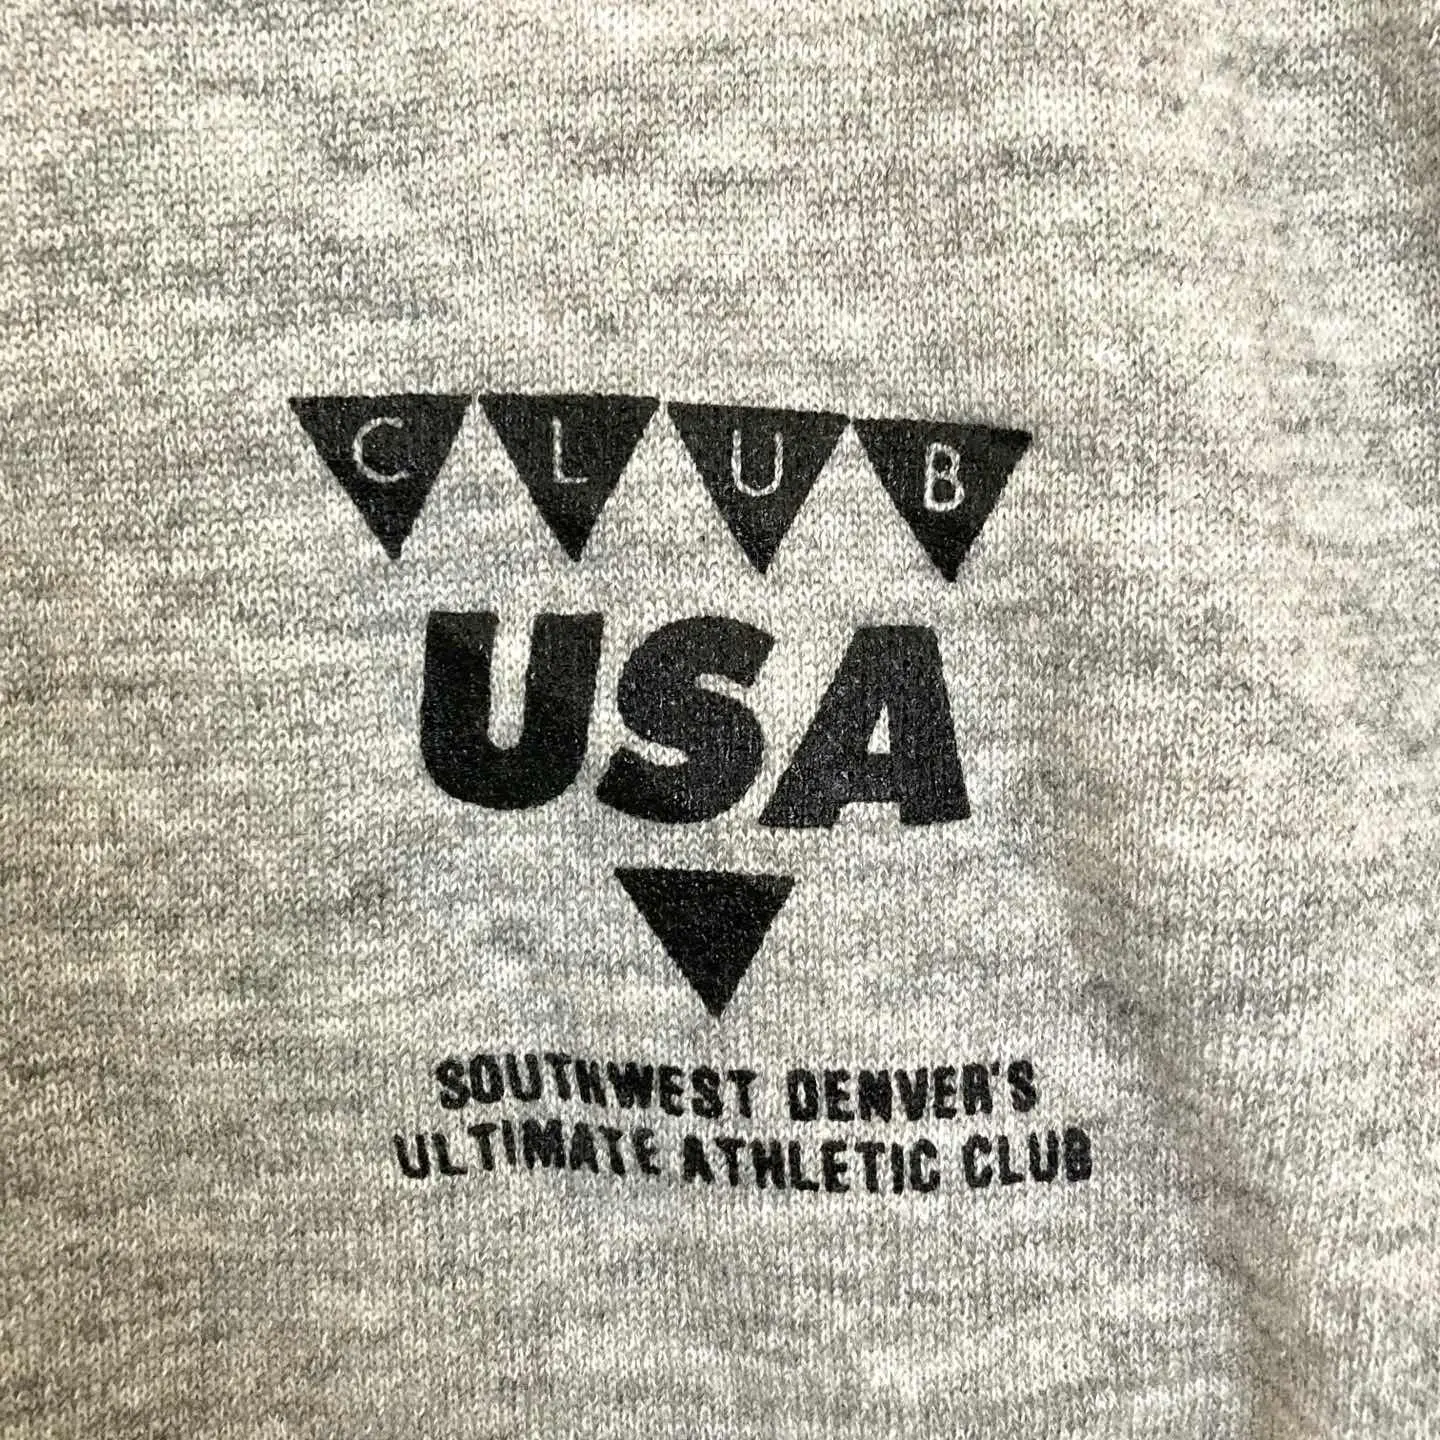 CLUB
USA
SOUTHWEST DENVER'S
ULTIMATE ATHLETIC CLUB